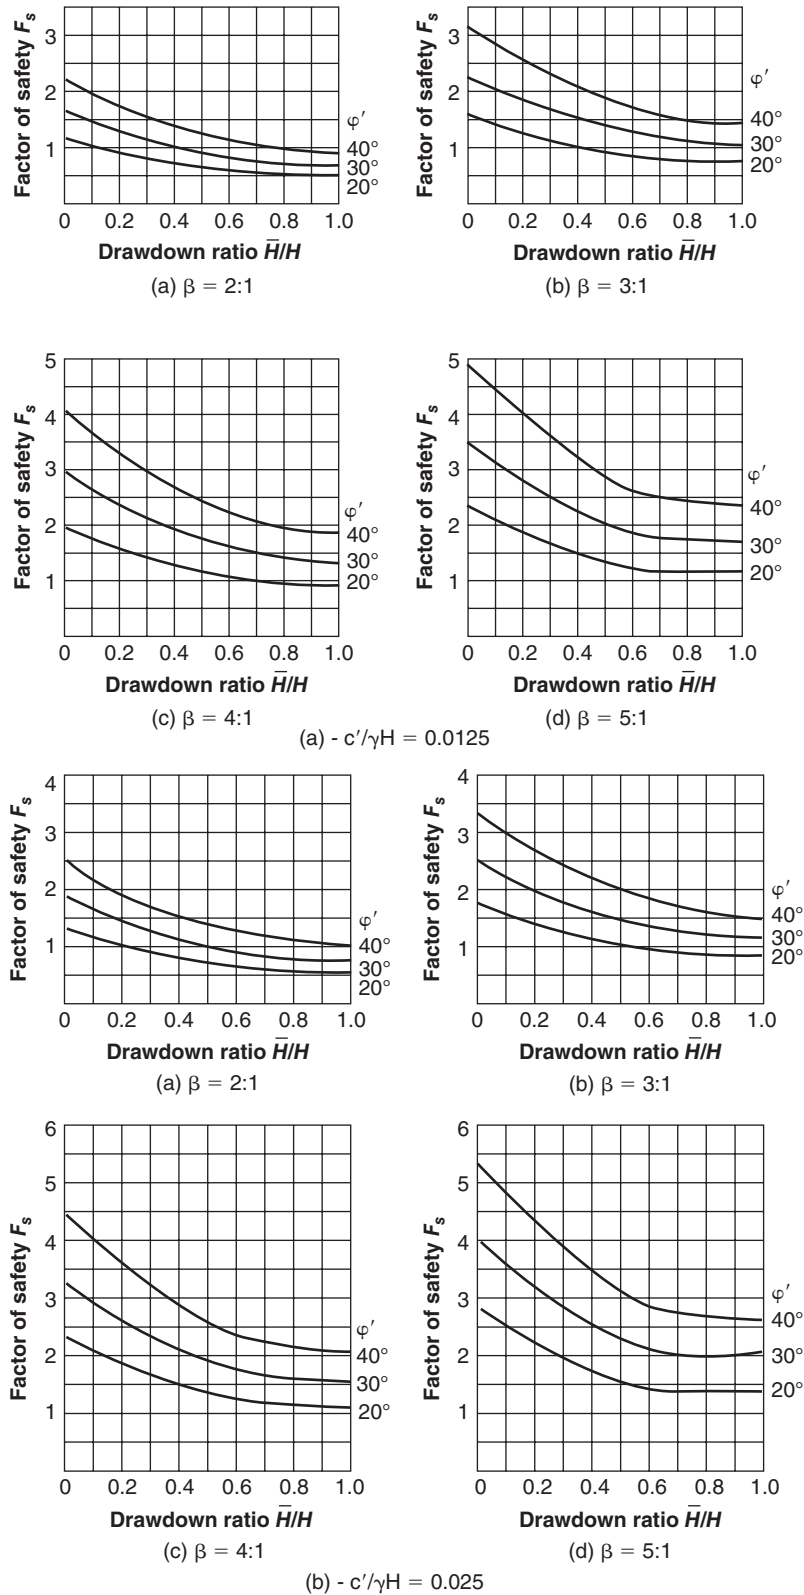 Factor of safety Fs
3
2
1
0 0.2 0.4 0.6 0.8 1.0
φ′
40°
30°
20°
Drawdown ratio H̅/H
(a) β = 2:1
Factor of safety Fs
3
2
1
0 0.2 0.4 0.6 0.8 1.0
φ′
40°
30°
20°
Drawdown ratio H̅/H
(b) β = 3:1
Factor of safety Fs
5
4
3
2
1
0 0.2 0.4 0.6 0.8 1.0
φ′
40°
30°
20°
Drawdown ratio H̅/H
(c) β = 4:1
Factor of safety Fs
5
4
3
2
1
0 0.2 0.4 0.6 0.8 1.0
φ′
40°
30°
20°
Drawdown ratio H̅/H
(d) β = 5:1
(a) - c′/γH = 0.0125
Factor of safety Fs
4
3
2
1
0 0.2 0.4 0.6 0.8 1.0
φ′
40°
30°
20°
Drawdown ratio H̅/H
(a) β = 2:1
Factor of safety Fs
4
3
2
1
0 0.2 0.4 0.6 0.8 1.0
φ′
40°
30°
20°
Drawdown ratio H̅/H
(b) β = 3:1
Factor of safety Fs
6
5
4
3
2
1
0 0.2 0.4 0.6 0.8 1.0
φ′
40°
30°
20°
Drawdown ratio H̅/H
(c) β = 4:1
Factor of safety Fs
6
5
4
3
2
1
0 0.2 0.4 0.6 0.8 1.0
φ′
40°
30°
20°
Drawdown ratio H̅/H
(d) β = 5:1
(b) - c′/γH = 0.025